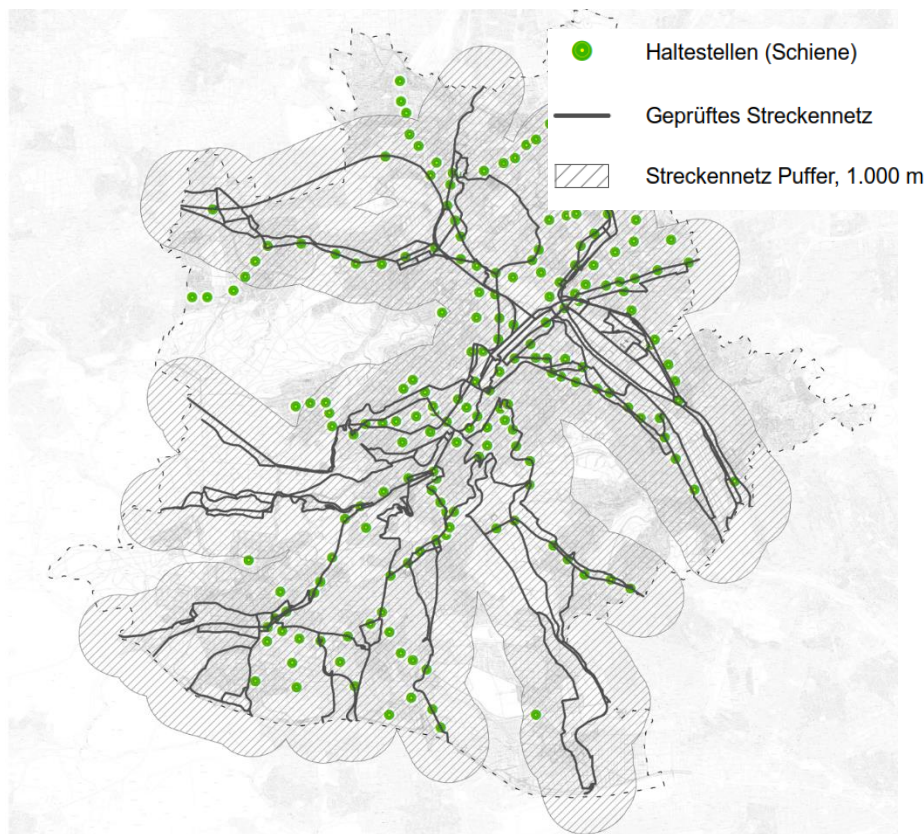 Haltestellen (Schiene)
Geprüftes Streckennetz
Streckennetz Puffer, 1.000 m